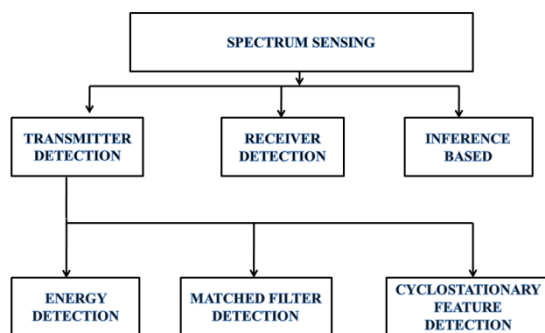 SPECTRUM SENSING
TRANSMITTER
DETECTION
RECEIVER
DETECTION
INFERENCE
BASED
ENERGY
DETECTION
MATCHED FILTER
DETECTION
CYCLOSTATIONARY
FEATURE
DETECTION